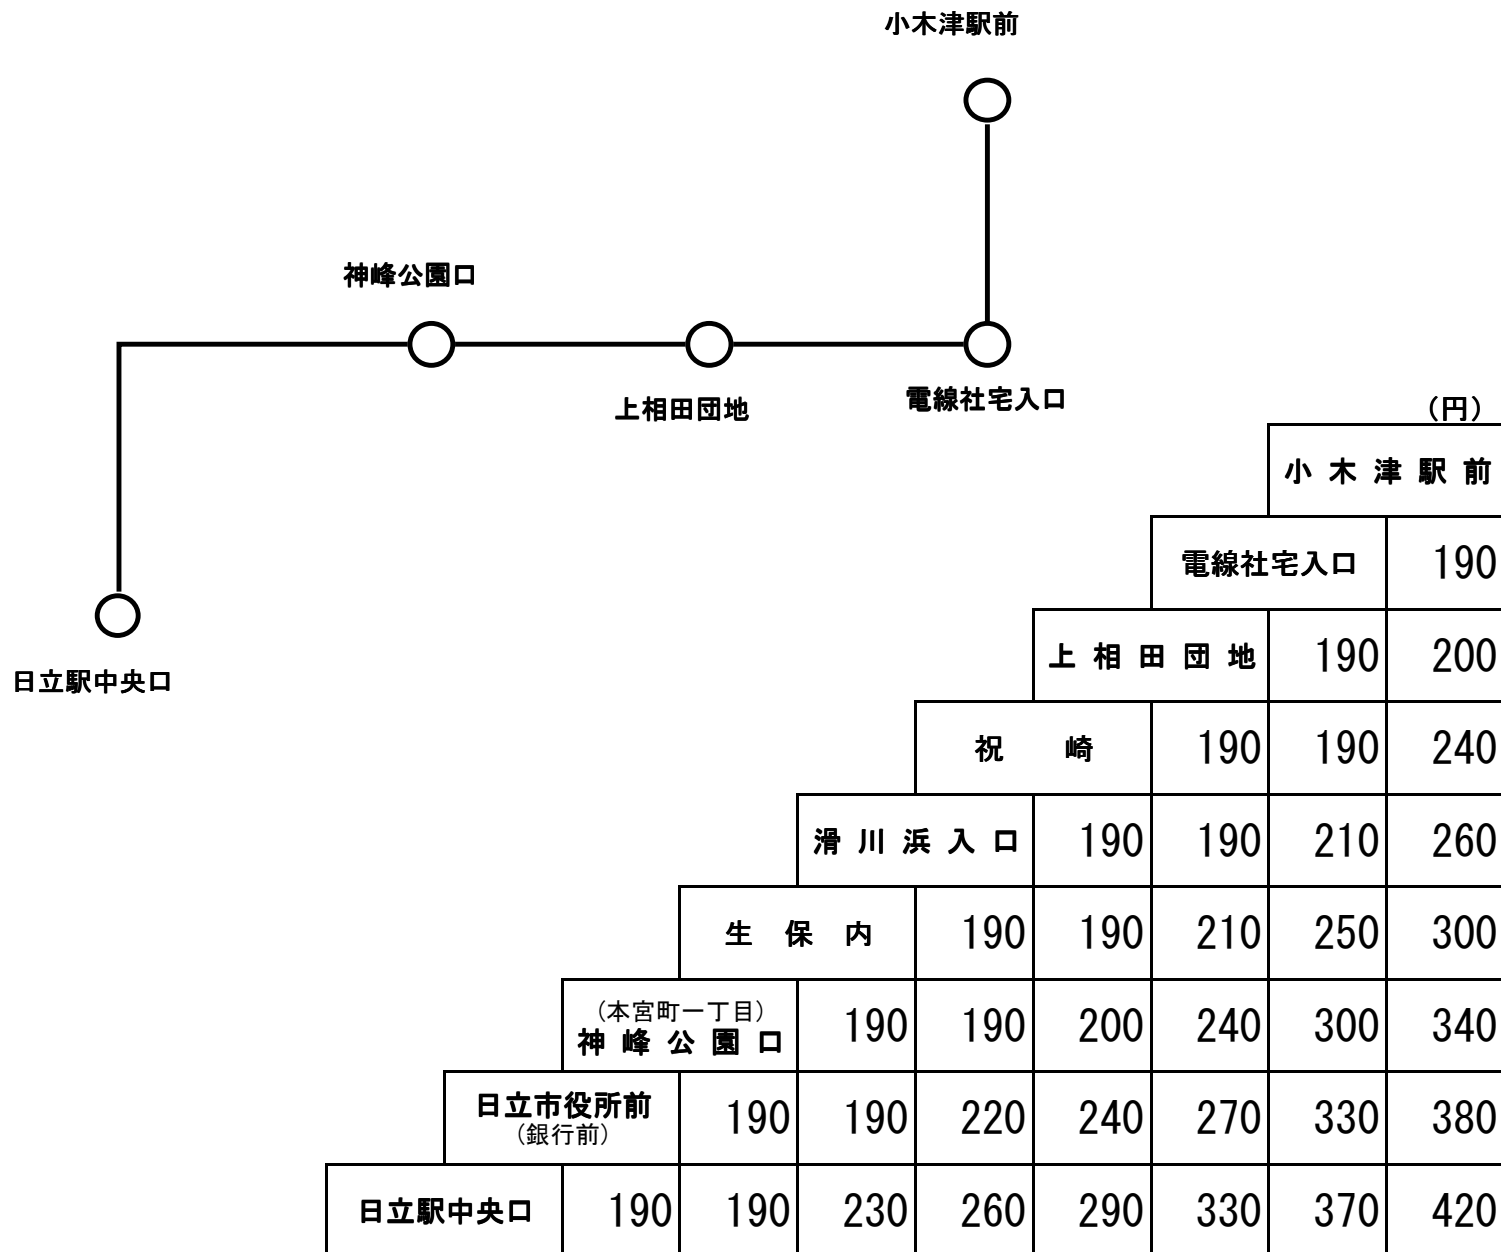 小木津駅前
神峰公園口
上相田団地
電線社宅入口
日立駅中央口
（円）
小木津駅前
電線社宅入口 190
上相田団地 190 200
祝崎 190 190 240
滑川浜入口 190 190 210 260
生保内 190 190 210 250 300
（本宮町一丁目）
神峰公園口 190 190 200 240 300 340
日立市役所前
（銀行前） 190 190 220 240 270 330 380
日立駅中央口 190 190 230 260 290 330 370 420